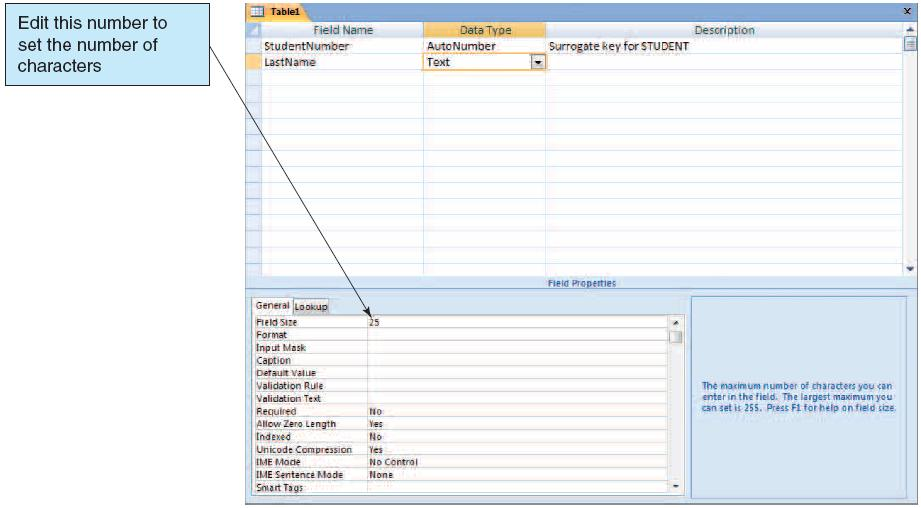 Edit this number to
set the number of
characters
Table1
Field Name Data Type Description
StudentNumber AutoNumber Surrogate key for STUDENT
LastName Text
Field Properties
General Lookup
Field Size 25
Format
Input Mask
Caption
Default Value
Validation Rule
Validation Text
Required No
Allow Zero Length Yes
Indexed No
Unicode Compression Yes
IME Mode No Control
IME Sentence Mode None
Smart Tags
The maximum number of characters you can
enter in the field. The largest maximum you
can set is 255. Press F1 for help on field size.